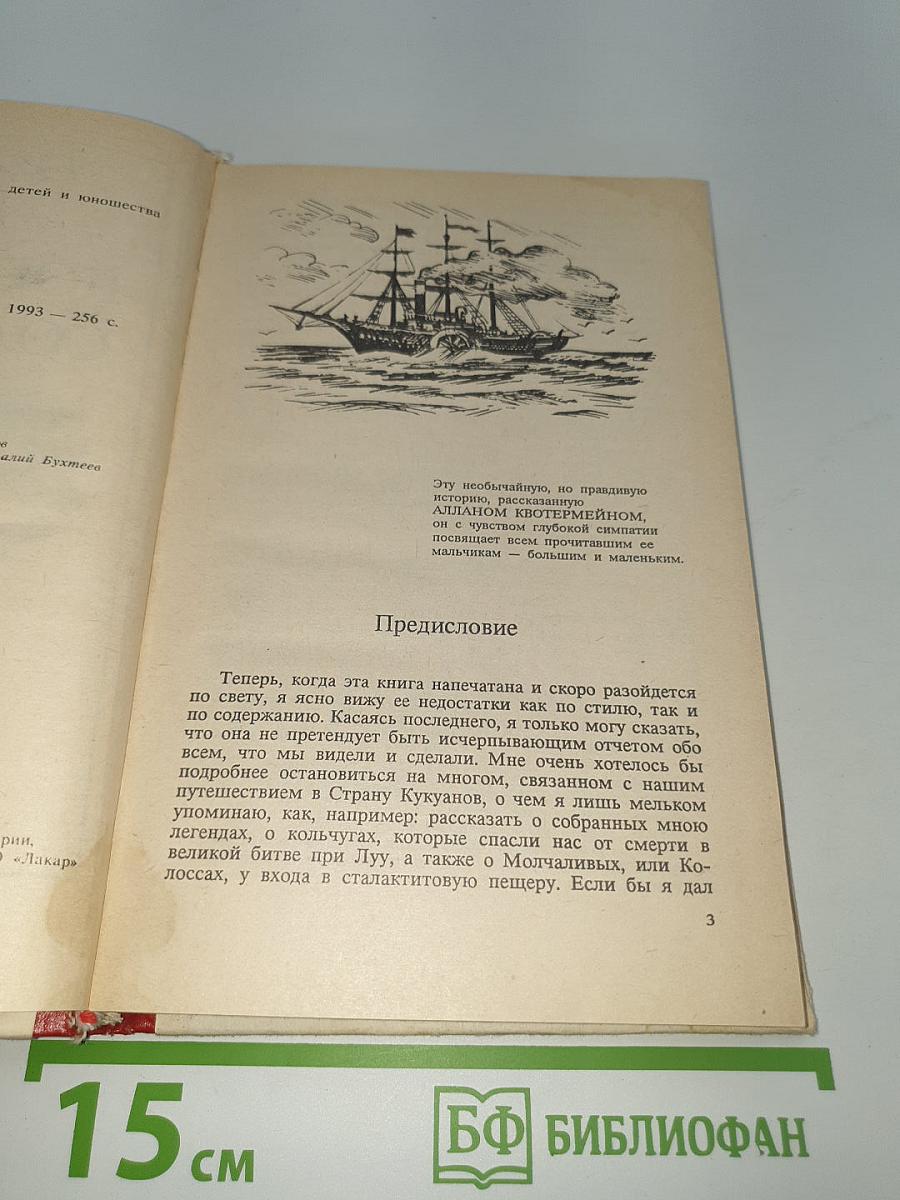 детей и юношества
1993 — 256 с.
в
алий Бухтеев
рии,
О «Лакар»
Эту необычайную, но правдивую
историю, рассказанную
АЛЛАНОМ КВОТЕРМЕЙНОМ,
он с чувством глубокой симпатии
посвящает всем прочитавшим ее
мальчикам — большим и маленьким.
Предисловие
Теперь, когда эта книга напечатана и скоро разойдется
по свету, я ясно вижу ее недостатки как по стилю, так и
по содержанию. Касаясь последнего, я только могу сказать,
что она не претендует быть исчерпывающим отчетом обо
всем, что мы видели и сделали. Мне очень хотелось бы
подробнее остановиться на многом, связанном с нашим
путешествием в Страну Кукуанов, о чем я лишь мельком
упоминаю, как, например: рассказать о собранных мною
легендах, о кольчугах, которые спасли нас от смерти в
великой битве при Луу, а также о Молчаливых, или Ко-
лоссах, у входа в сталактитовую пещеру. Если бы я дал
3
15 см
БФ БИБЛИОФАН